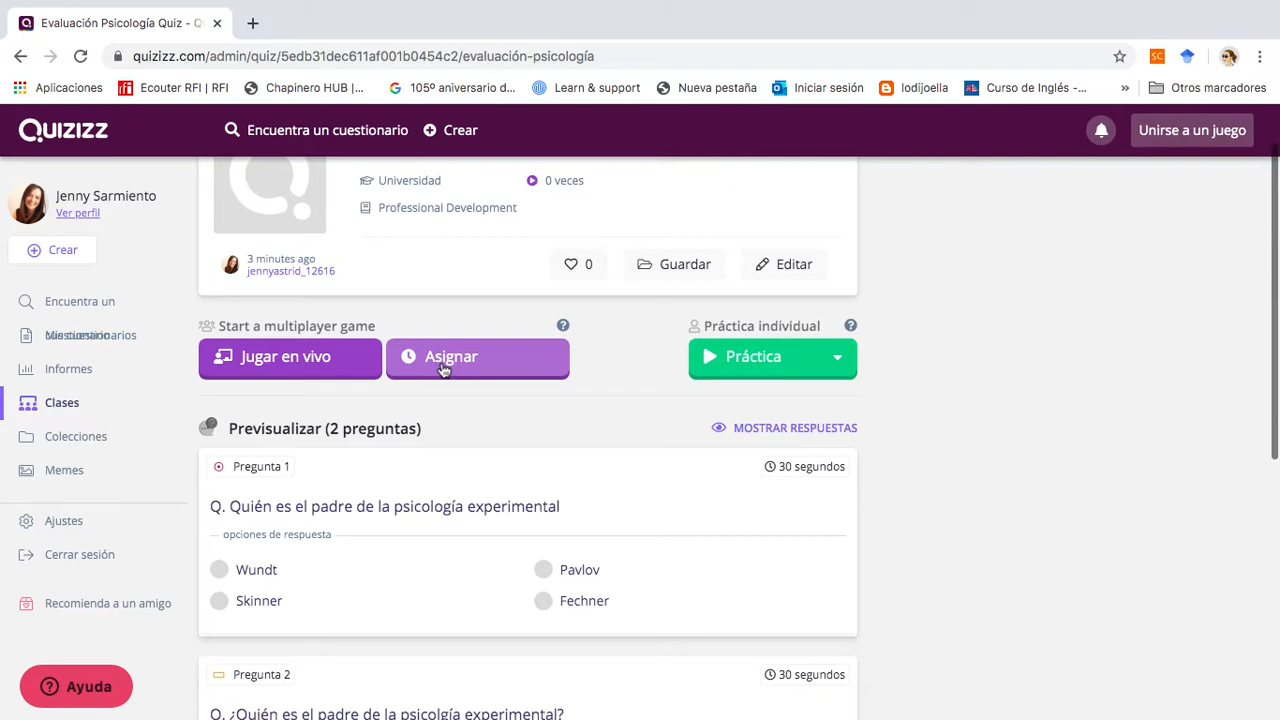 Evaluación Psicología Quiz - Q
quizizz.com/admin/quiz/5edb31dec611af001b0454c2/evaluación-psicología
SC
Aplicaciones
Ecouter RFI | RFI
Chapinero HUB |...
105º aniversario d...
Learn & support
Nueva pestaña
Iniciar sesión
lodijoella
Curso de Inglés -...
»
Otros marcadores
QUIZIZZ
Encuentra un cuestionario
Crear
Unirse a un juego
Jenny Sarmiento
Ver perfil
Crear
Encuentra un
Informes
Clases
Colecciones
Memes
Ajustes
Cerrar sesión
Recomienda a un amigo
Ayuda
Universidad
0 veces
Professional Development
3 minutes ago
jennyastrid_12616
0
Guardar
Editar
Start a multiplayer game
Práctica individual
Jugar en vivo
Asignar
Práctica
Previsualizar (2 preguntas)
MOSTRAR RESPUESTAS
Pregunta 1
30 segundos
Q. Quién es el padre de la psicología experimental
opciones de respuesta
Wundt
Pavlov
Skinner
Fechner
Pregunta 2
30 segundos
Q. ¿Quién es el padre de la psicolgía experimental?